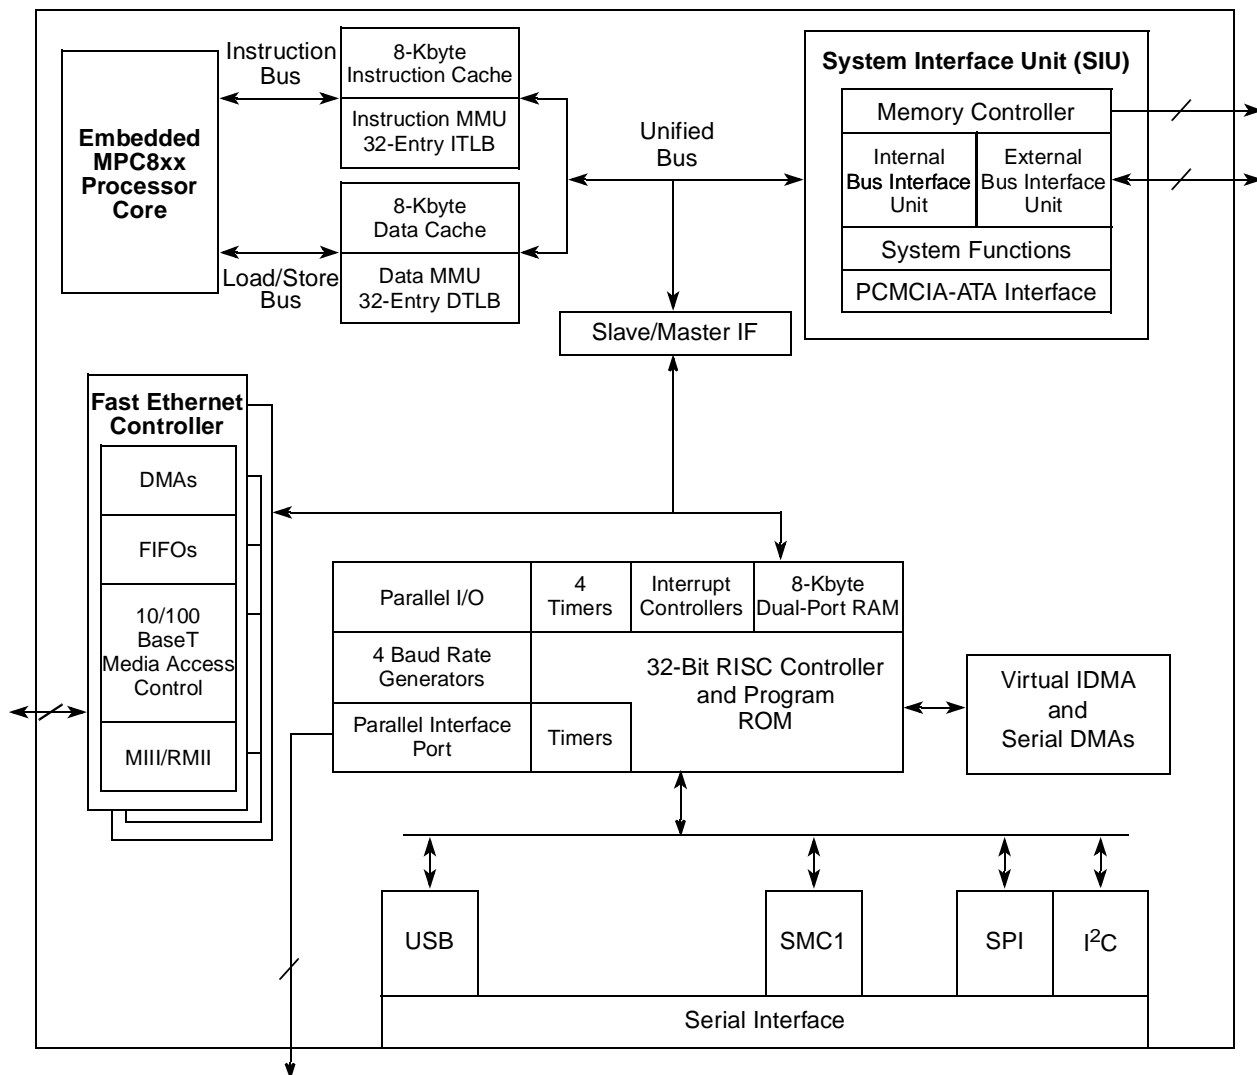 Instruction
Bus
8-Kbyte
Instruction Cache
Instruction MMU
32-Entry ITLB
Embedded
MPC8xx
Processor
Core
8-Kbyte
Data Cache
Data MMU
32-Entry DTLB
Load/Store
Bus
Unified
Bus
System Interface Unit (SIU)
Memory Controller
Internal
Bus Interface
Unit
External
Bus Interface
Unit
System Functions
PCMCIA-ATA Interface
Slave/Master IF
Fast Ethernet
Controller
DMAs
FIFOs
10/100
BaseT
Media Access
Control
MIII/RMII
Parallel I/O
4
Timers
Interrupt
Controllers
8-Kbyte
Dual-Port RAM
4 Baud Rate
Generators
32-Bit RISC Controller
and Program
ROM
Parallel Interface
Port
Timers
Virtual IDMA
and
Serial DMAs
USB
SMC1
SPI
I²C
Serial Interface